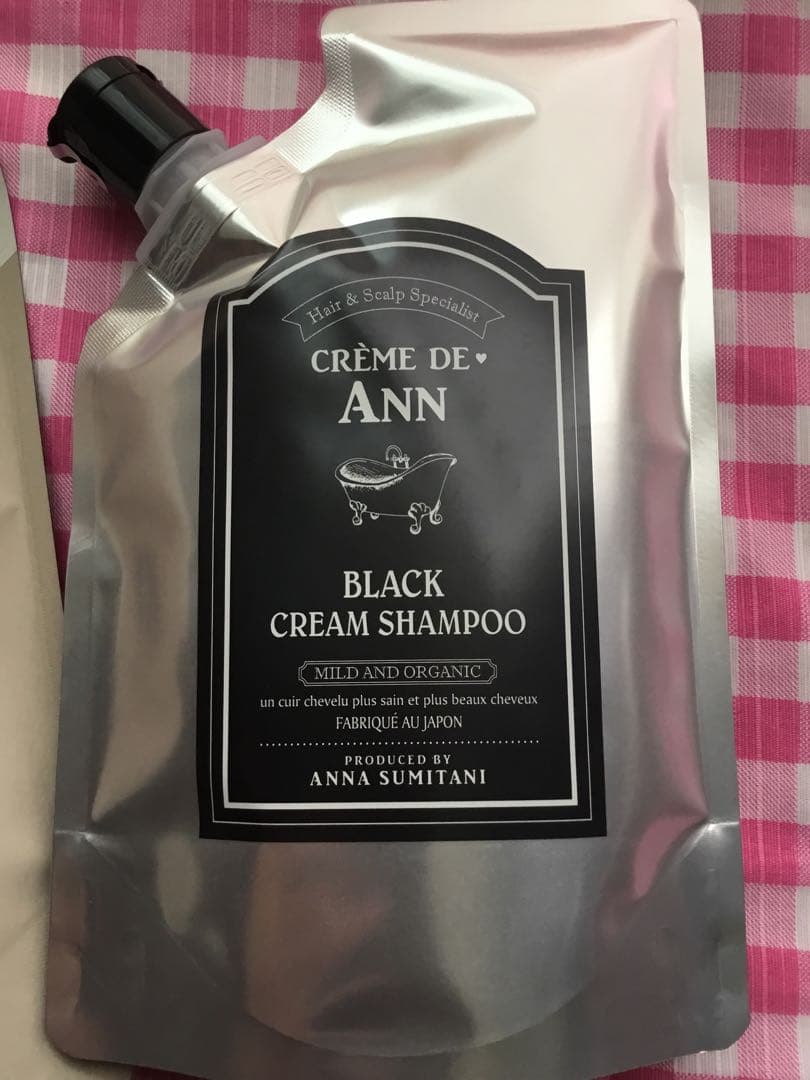 Hair & Scalp Specialist
CRÈME DE♥
ANN
BLACK
CREAM SHAMPOO
MILD AND ORGANIC
un cuir chevelu plus sain et plus beaux cheveux
FABRIQUÉ AU JAPON
PRODUCED BY
ANNA SUMITANI